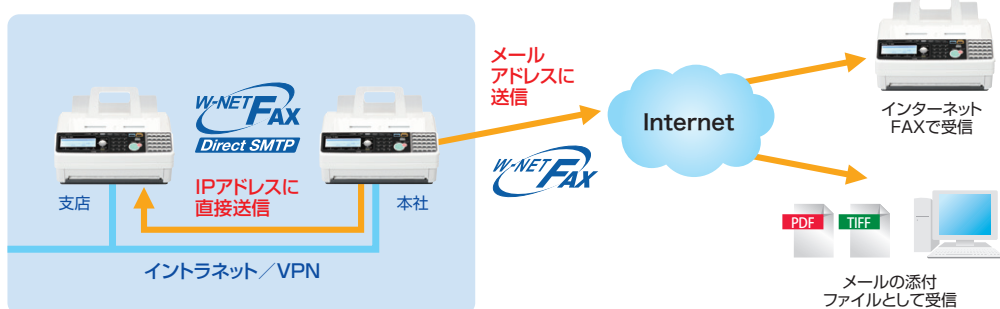 W-NET FAX
Direct SMTP
支店
IPアドレスに
直接送信
本社
イントラネット／VPN
メール
アドレスに
送信
W-NET FAX
Internet
インターネット
FAXで受信
PDF
TIFF
メールの添付
ファイルとして受信